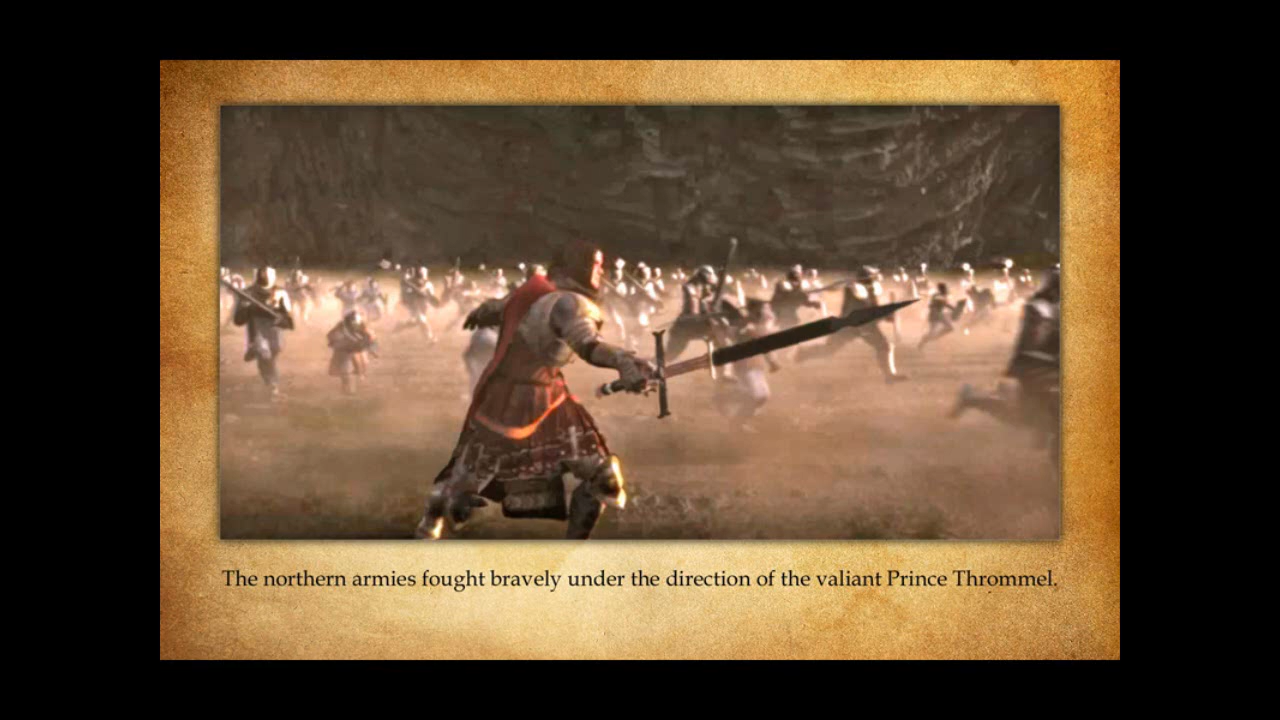 The northern armies fought bravely under the direction of the valiant Prince Thrommel.